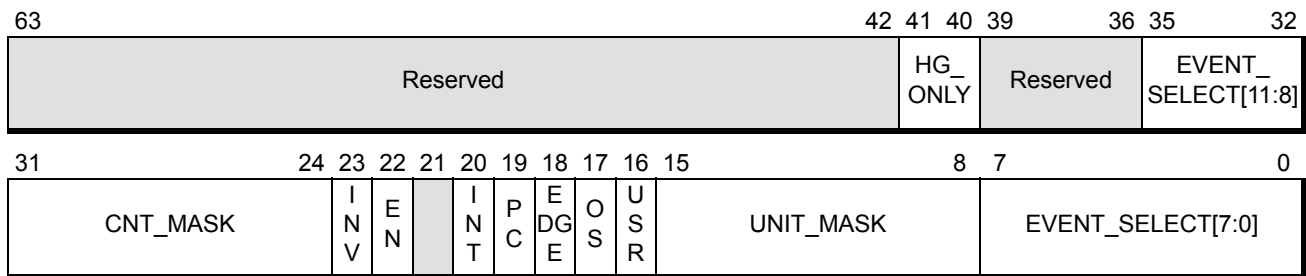 63 42 41 40 39 36 35 32
Reserved
HG_
ONLY
Reserved
EVENT_
SELECT[11:8]
31 24 23 22 21 20 19 18 17 16 15 8 7 0
CNT_MASK
I
N
V
E
N
I
N
T
P
C
E
DG
E
O
S
U
S
R
UNIT_MASK
EVENT_SELECT[7:0]